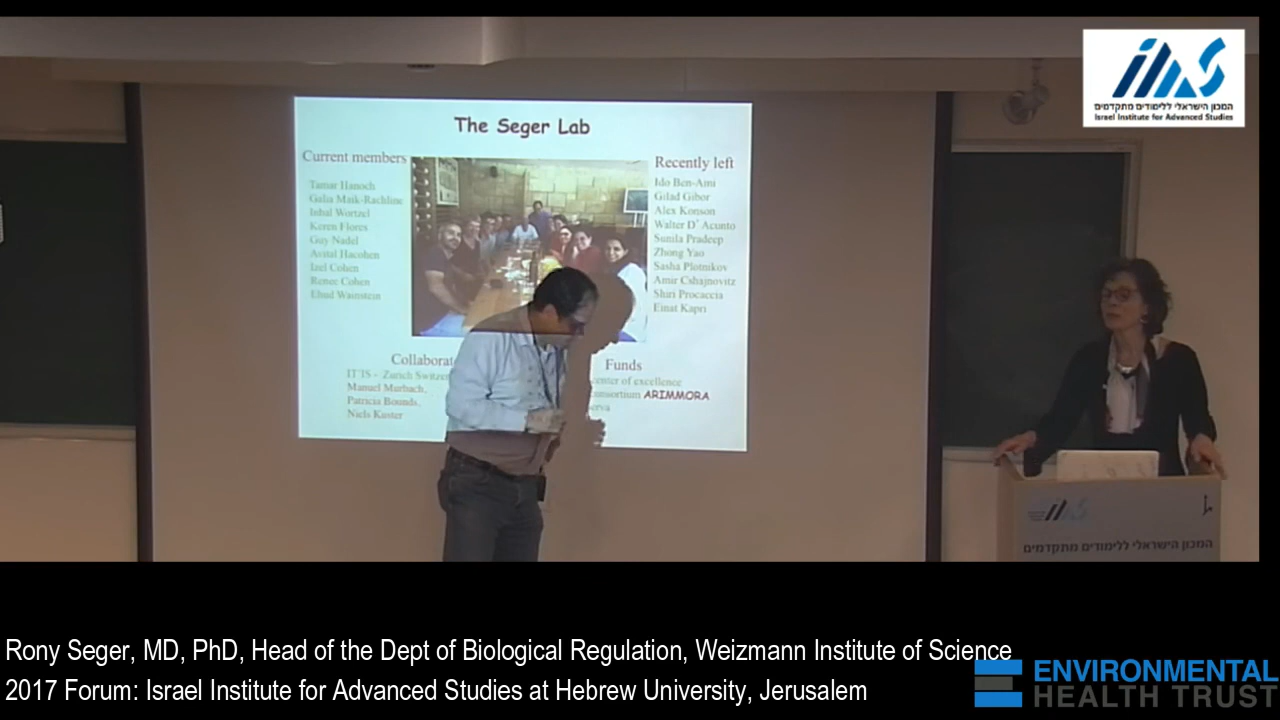 The Seger Lab
Current members
Tamar Hanoch
Galia Maik-Rachline
Inbal Wortzel
Keren Flores
Guy Nadel
Avital Hacohen
Izel Cohen
Renee Cohen
Ehud Wainstein
Recently left
Ido Ben-Ami
Gilad Gibor
Alex Konson
Walter D' Acunto
Sunila Pradeep
Zhong Yao
Sasha Plotnikov
Amir Cshajnovitz
Shiri Procaccia
Einat Kapri
Collaborat
IT'IS - Zurich Switzer
Manuel Murbach,
Patricia Bounds,
Niels Kuster
Funds
center of excellence
consortium ARIMMORA
המכון הישראלי ללימודים מתקדמים
Israel Institute for Advanced Studies
המכון הישראלי ללימודים מתקדמים
Rony Seger, MD, PhD, Head of the Dept of Biological Regulation, Weizmann Institute of Science
2017 Forum: Israel Institute for Advanced Studies at Hebrew University, Jerusalem
ENVIRONMENTAL
HEALTH TRUST